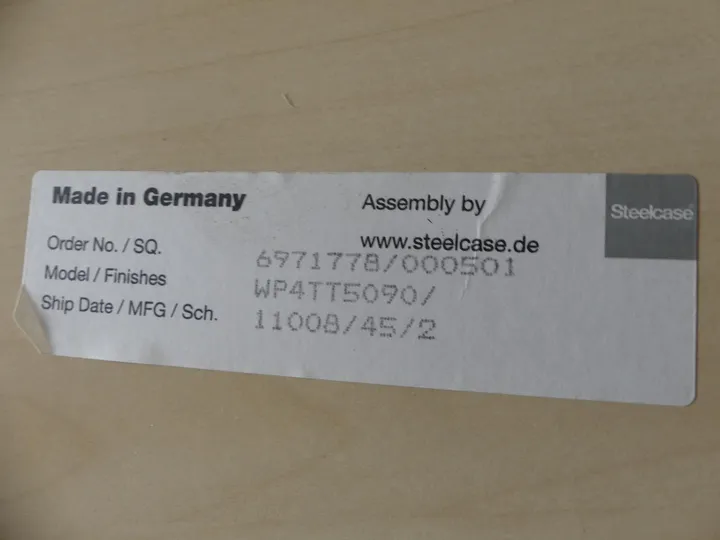 Made in Germany
Assembly by
Steelcase
www.steelcase.de
Order No. / SQ. 6971778/000501
Model / Finishes WP4TT5090/
Ship Date / MFG / Sch. 11008/45/2